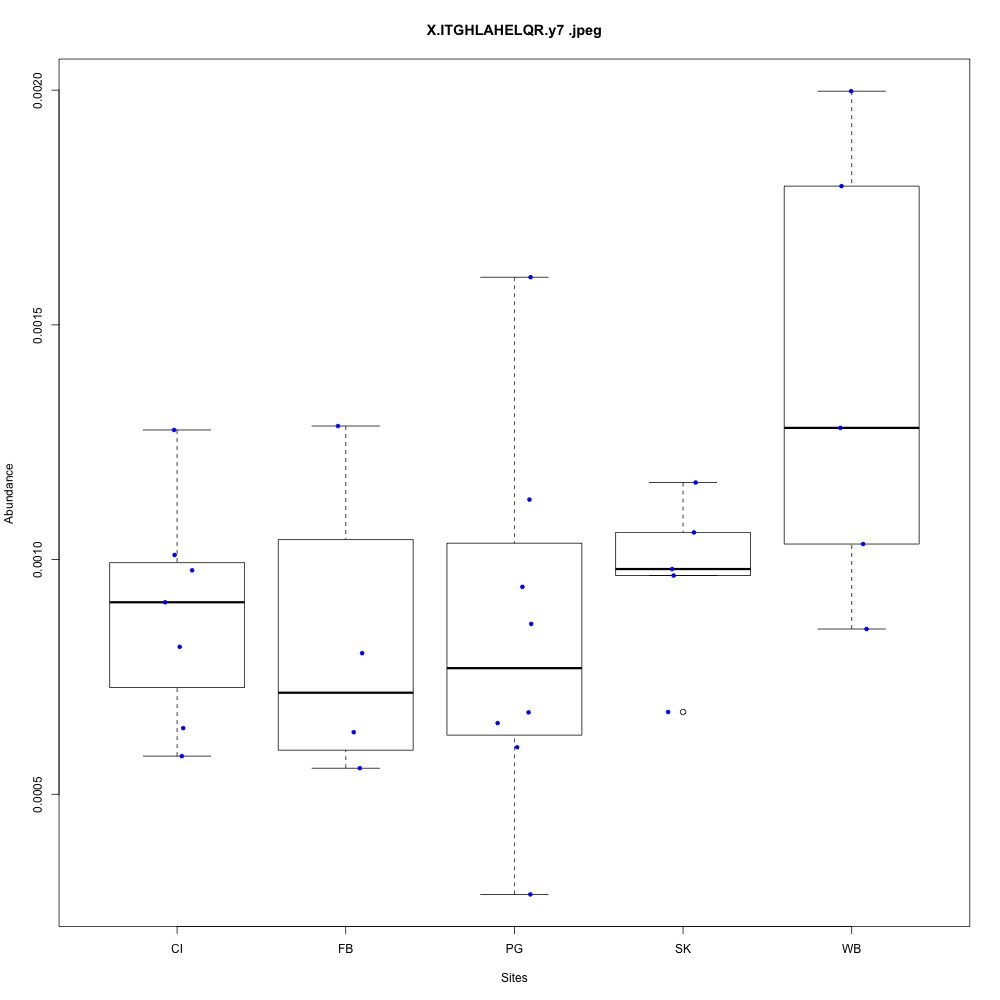 X.ITGHLAHELQR.y7 .jpeg
0.0020
0.0015
0.0010
0.0005
Abundance
CI FB PG SK WB
Sites